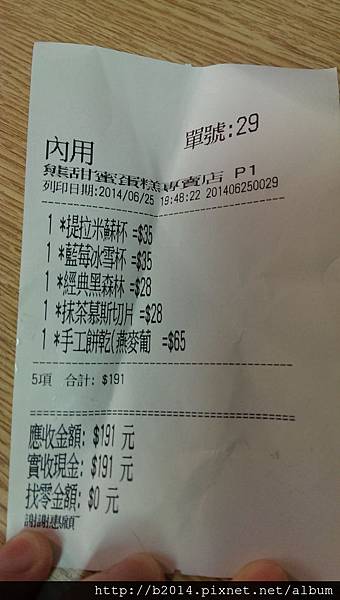 單號:29
內用
熊甜蜜蛋糕專賣店 P1
列印日期:2014/06/25 19:48:22 201406250029
1 *提拉米蘇杯 =$35
1 *藍莓冰雪杯 =$35
1 *經典黑森林 =$28
1 *抹茶慕斯切片 =$28
1 *手工餅乾(燕麥葡 =$65
5項 合計: $191
應收金額: $191 元
實收現金: $191 元
找零金額: $0 元
謝謝惠顧
http://b2014.pixnet.net/album